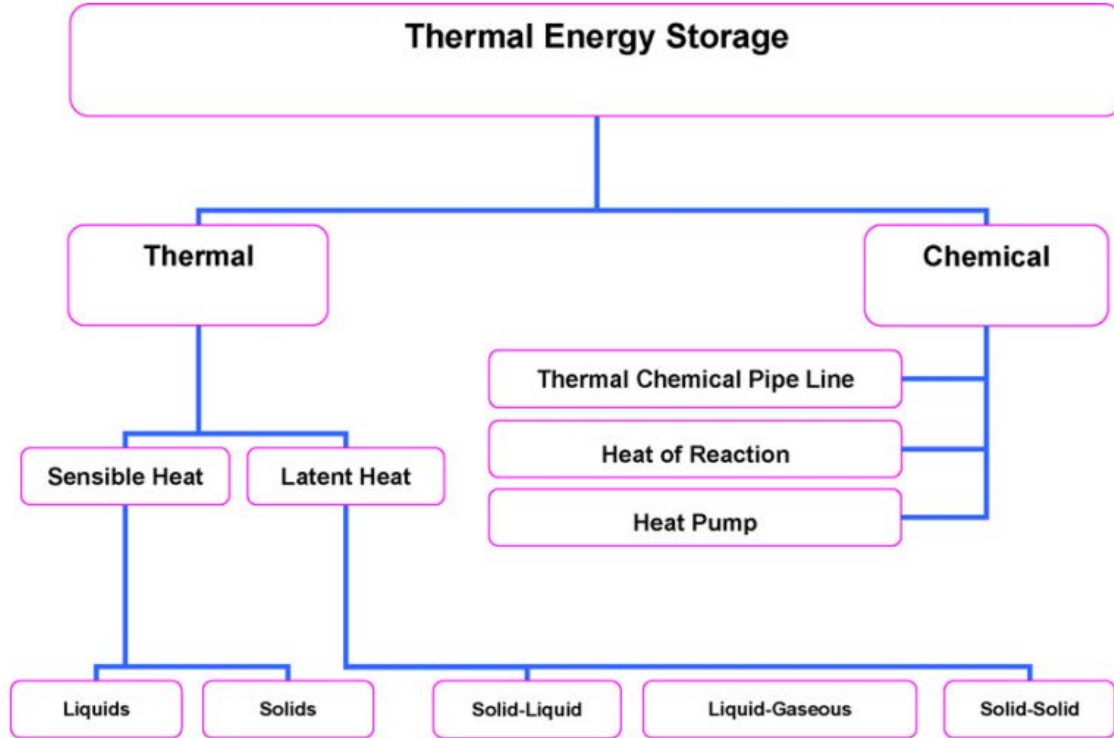 Thermal Energy Storage
Thermal
Chemical
Thermal Chemical Pipe Line
Heat of Reaction
Sensible Heat
Latent Heat
Heat Pump
Liquids
Solids
Solid-Liquid
Liquid-Gaseous
Solid-Solid